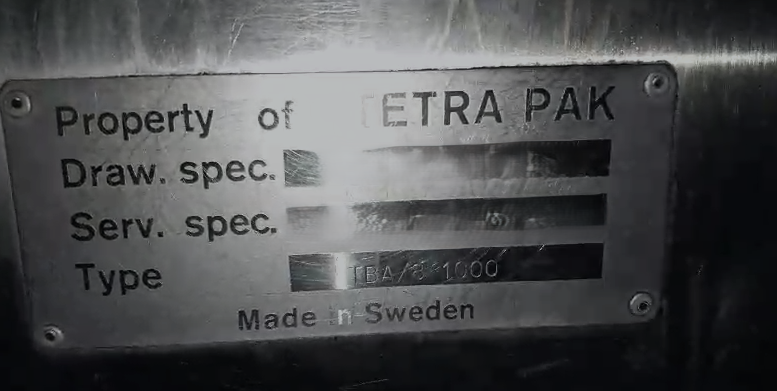 Property of TETRA PAK
Draw. spec.
Serv. spec.
Type TBA/8 1000
Made in Sweden